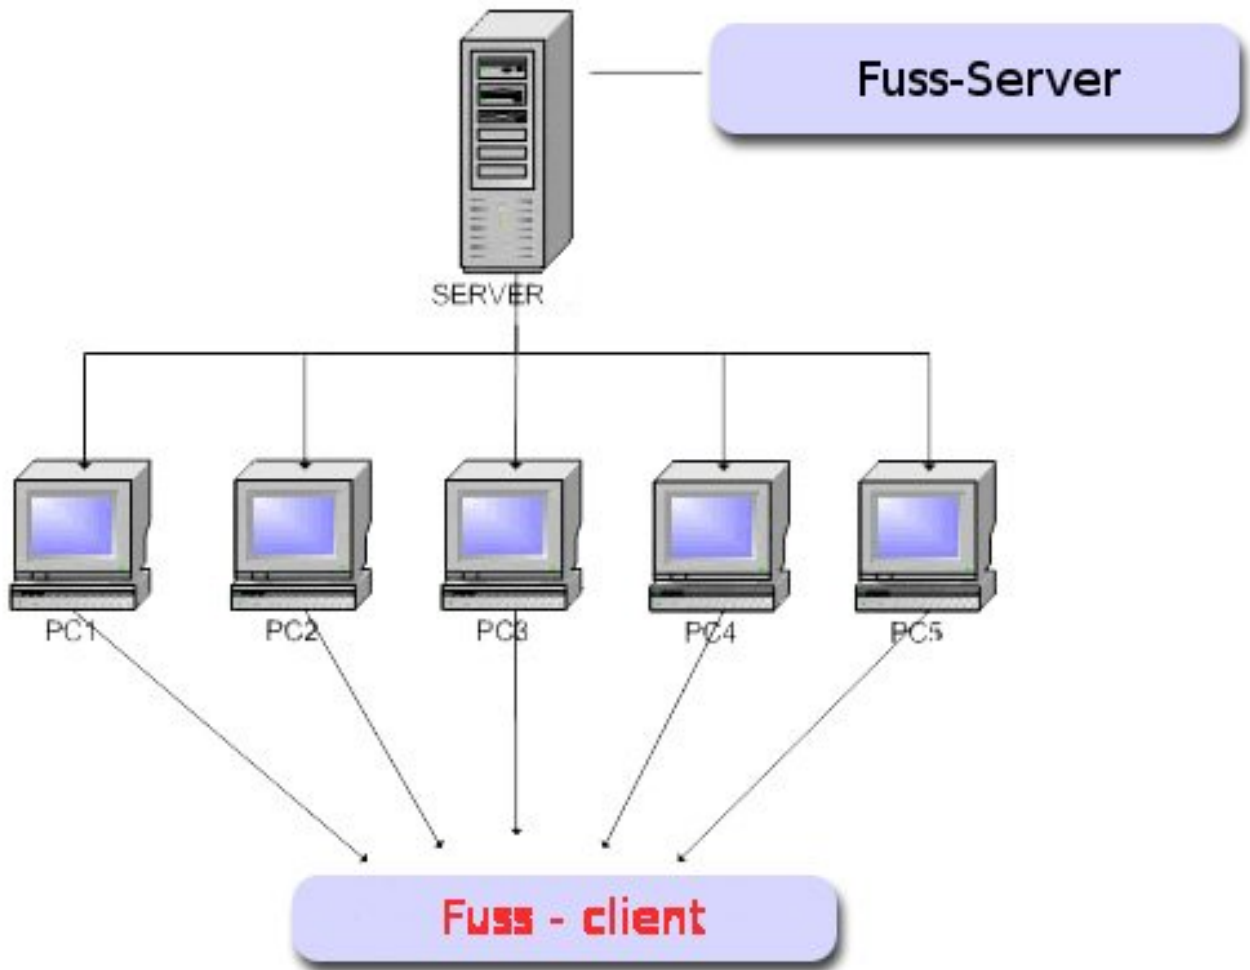 Fuss-Server
SERVER
PC1
PC2
PC3
PC4
PC5
Fuss - client